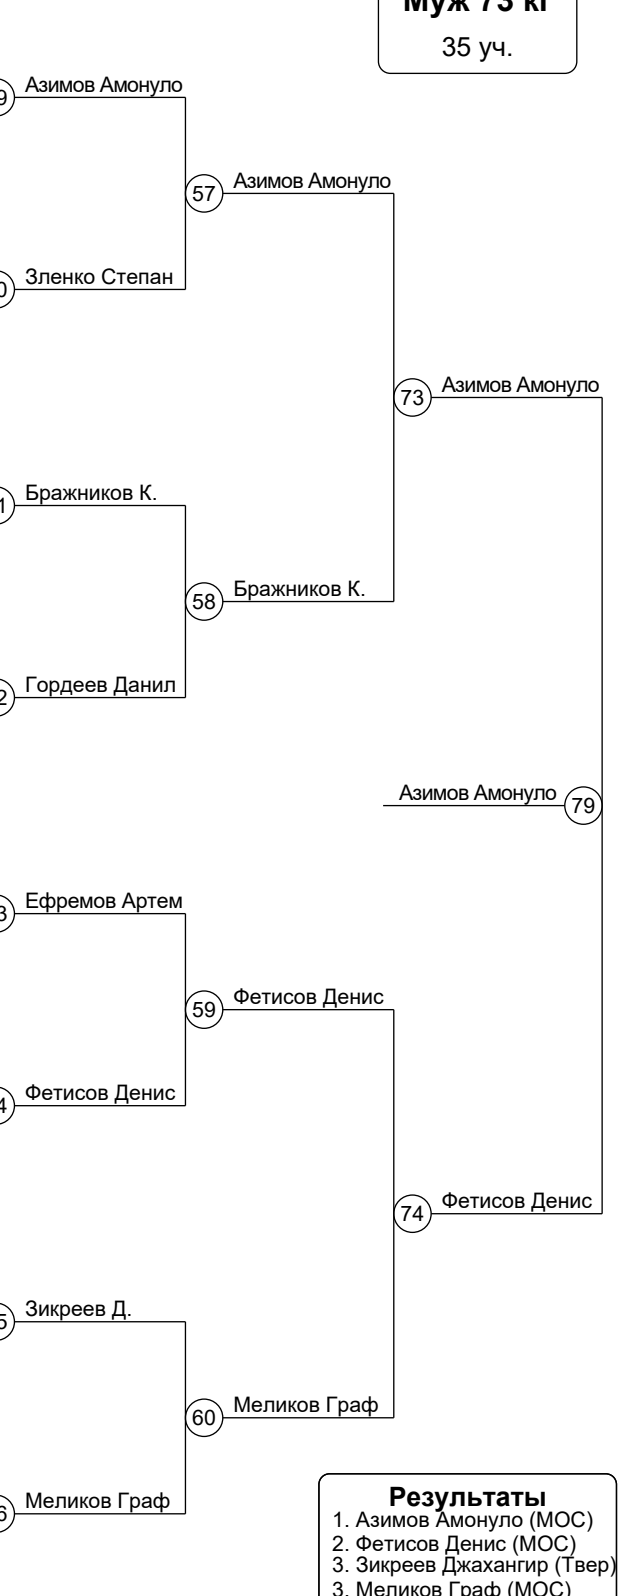 Муж 73 кг
35 уч.
Азимов Амонуло
57
Азимов Амонуло
Зленко Степан
73
Азимов Амонуло
Бражников К.
58
Бражников К.
Гордеев Данил
Азимов Амонуло
79
Ефремов Артем
59
Фетисов Денис
Фетисов Денис
74
Фетисов Денис
Зикреев Д.
60
Меликов Граф
Меликов Граф
Результаты
1. Азимов Амонуло (МОС)
2. Фетисов Денис (МОС)
3. Зикреев Джахангир (Твер)
3. Меликов Граф (МОС)